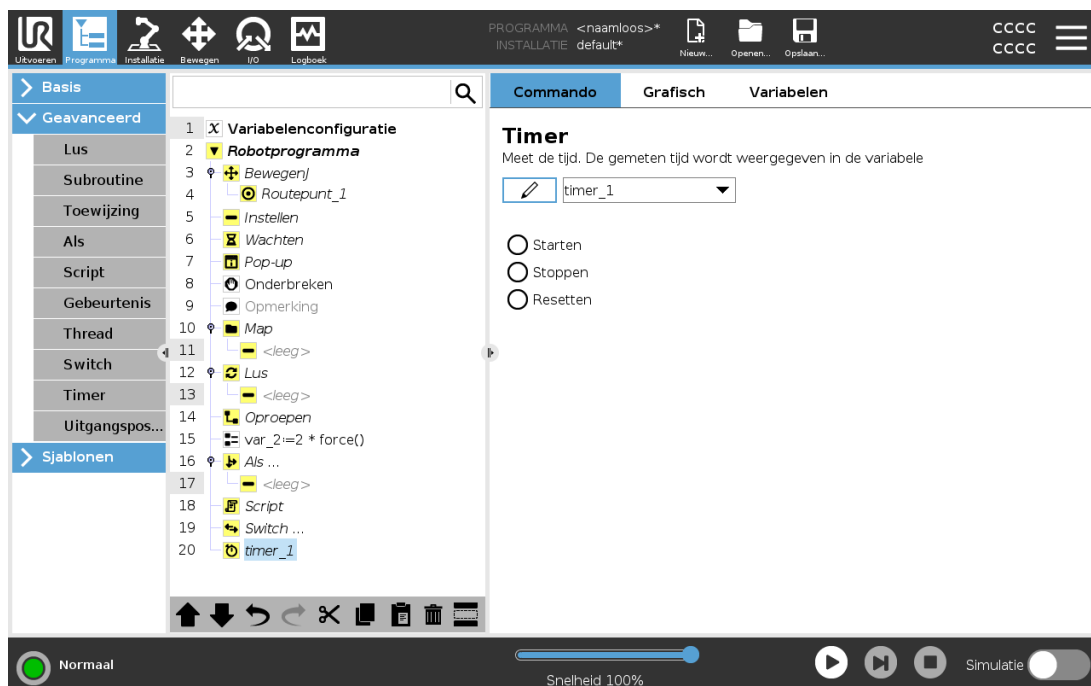 Uitvoeren Programma Installatie Bewegen I/O Logboek
PROGRAMMA <naamloos>*
INSTALLATIE default*
Nieuw... Openen... Opslaan...
CCCC
CCCC
Basis
Geavanceerd
Lus
Subroutine
Toewijzing
Als
Script
Gebeurtenis
Thread
Switch
Timer
Uitgangspos...
Sjablonen
1 X Variabelenconfiguratie
2 Robotprogramma
3 BewegenJ
4 Routepunt_1
5 Instellen
6 Wachten
7 Pop-up
8 Onderbreken
9 Opmerking
10 Map
11 <leeg>
12 Lus
13 <leeg>
14 Oproepen
15 var_2:=2 * force()
16 Als ...
17 <leeg>
18 Script
19 Switch ...
20 timer_1
Commando Grafisch Variabelen
Timer
Meet de tijd. De gemeten tijd wordt weergegeven in de variabele
timer_1
Starten
Stoppen
Resetten
Normaal
Snelheid 100%
Simulatie